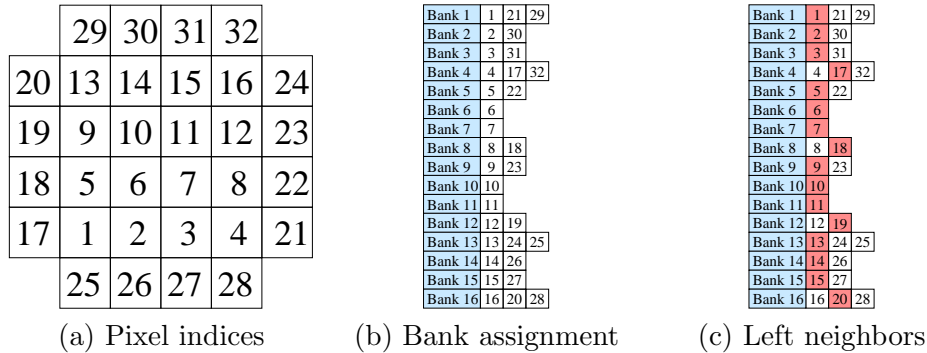 29 30 31 32
20 13 14 15 16 24
19 9 10 11 12 23
18 5 6 7 8 22
17 1 2 3 4 21
25 26 27 28
(a) Pixel indices
Bank 1 1 21 29
Bank 2 2 30
Bank 3 3 31
Bank 4 4 17 32
Bank 5 5 22
Bank 6 6
Bank 7 7
Bank 8 8 18
Bank 9 9 23
Bank 10 10
Bank 11 11
Bank 12 12 19
Bank 13 13 24 25
Bank 14 14 26
Bank 15 15 27
Bank 16 16 20 28
(b) Bank assignment
Bank 1 1 21 29
Bank 2 2 30
Bank 3 3 31
Bank 4 4 17 32
Bank 5 5 22
Bank 6 6
Bank 7 7
Bank 8 8 18
Bank 9 9 23
Bank 10 10
Bank 11 11
Bank 12 12 19
Bank 13 13 24 25
Bank 14 14 26
Bank 15 15 27
Bank 16 16 20 28
(c) Left neighbors